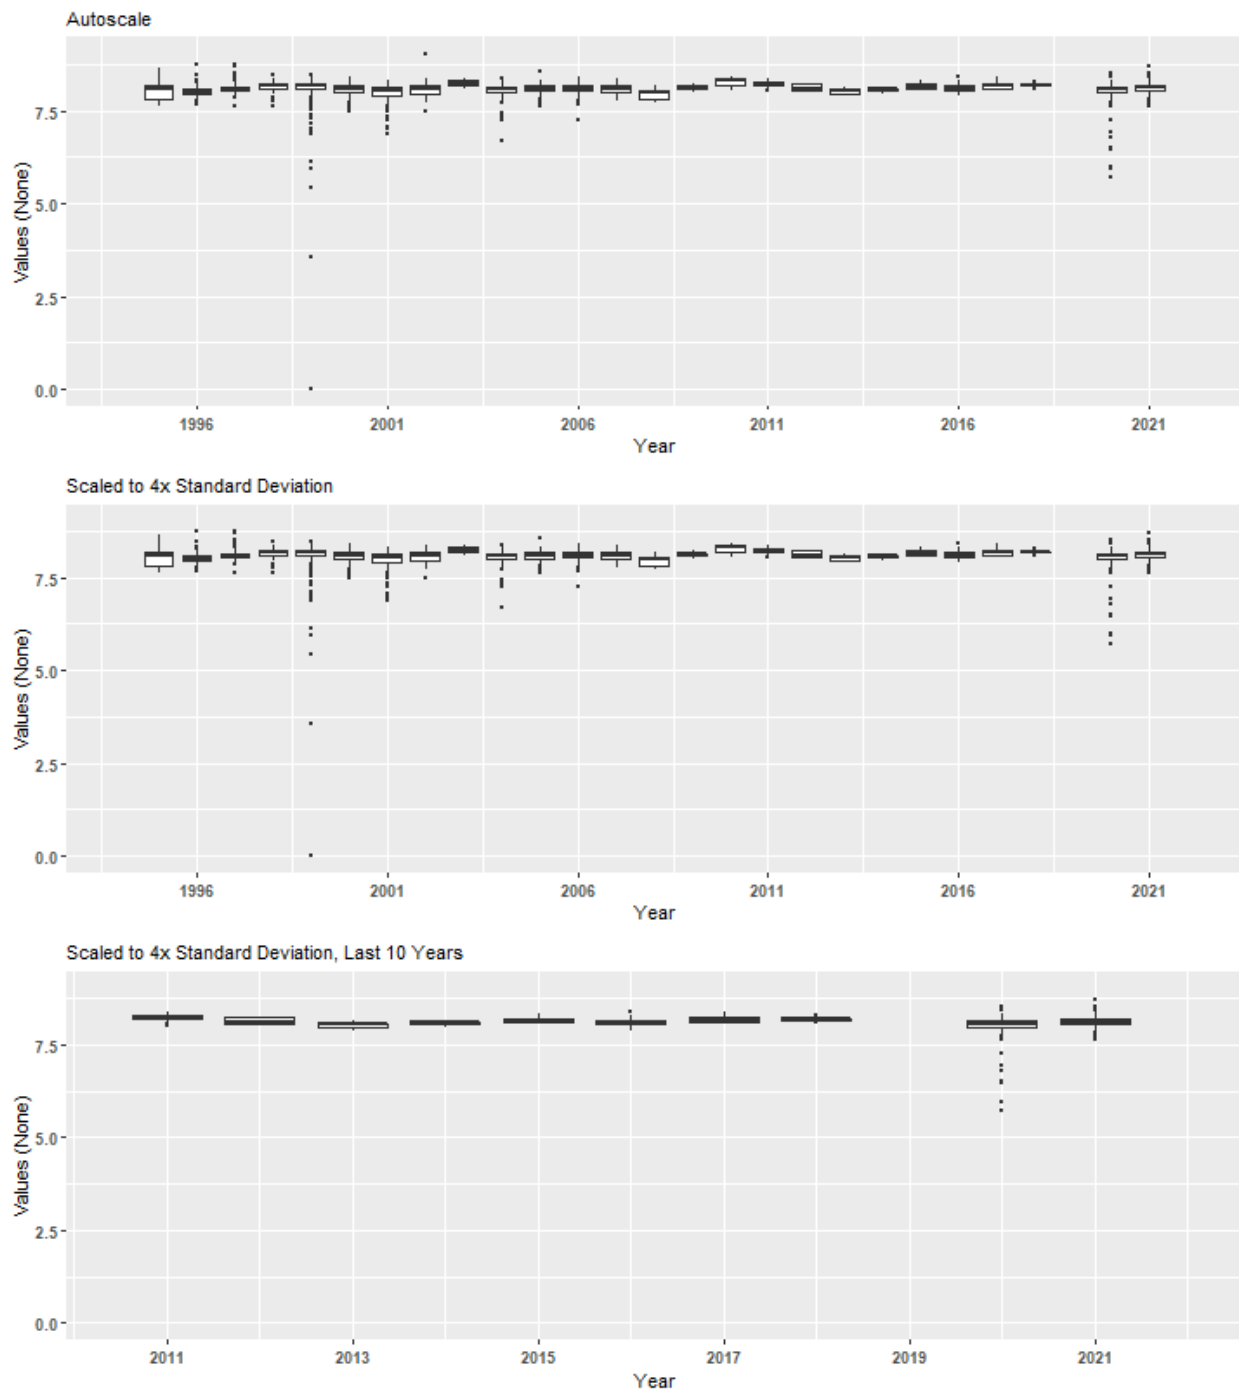 Autoscale
Values (None)
7.5
5.0
2.5
0.0
1996 2001 2006 2011 2016 2021
Year
Scaled to 4x Standard Deviation
Values (None)
7.5
5.0
2.5
0.0
1996 2001 2006 2011 2016 2021
Year
Scaled to 4x Standard Deviation, Last 10 Years
Values (None)
7.5
5.0
2.5
0.0
2011 2013 2015 2017 2019 2021
Year